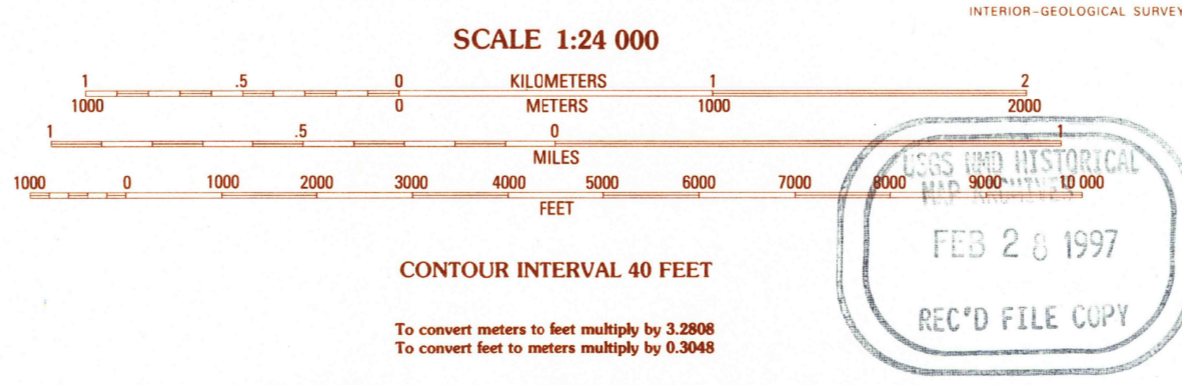 INTERIOR-GEOLOGICAL SURVEY
SCALE 1:24 000
1 .5 0 KILOMETERS 1 2
1000 0 METERS 1000 2000
1 .5 0 1
MILES
1000 0 1000 2000 3000 4000 5000 6000 7000 8000 9000 10 000
FEET
USGS NMD HISTORICAL
MAP ARCHIVES
FEB 28 1997
REC'D FILE COPY
CONTOUR INTERVAL 40 FEET
To convert meters to feet multiply by 3.2808
To convert feet to meters multiply by 0.3048